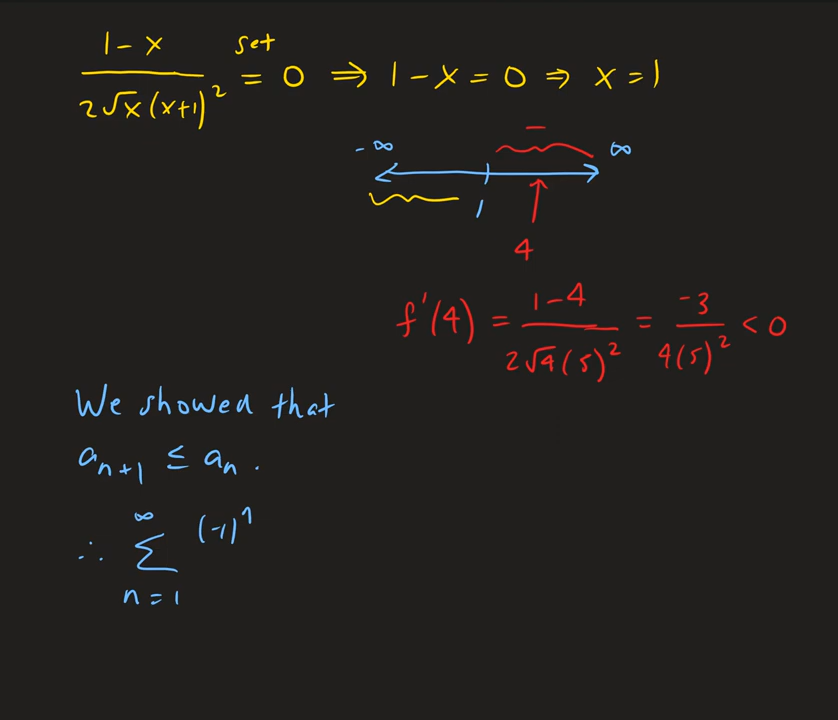 (1-x)/(2√x(x+1)²) set = 0 ⇒ 1-x = 0 ⇒ x = 1
-
-∞ ∞
1
4
f'(4) = (1-4)/(2√4(5)²) = -3/(4(5)²) < 0
We showed that
aₙ₊₁ ≤ aₙ.
∴ ∞ ∑ n=1 (-1)ⁿ